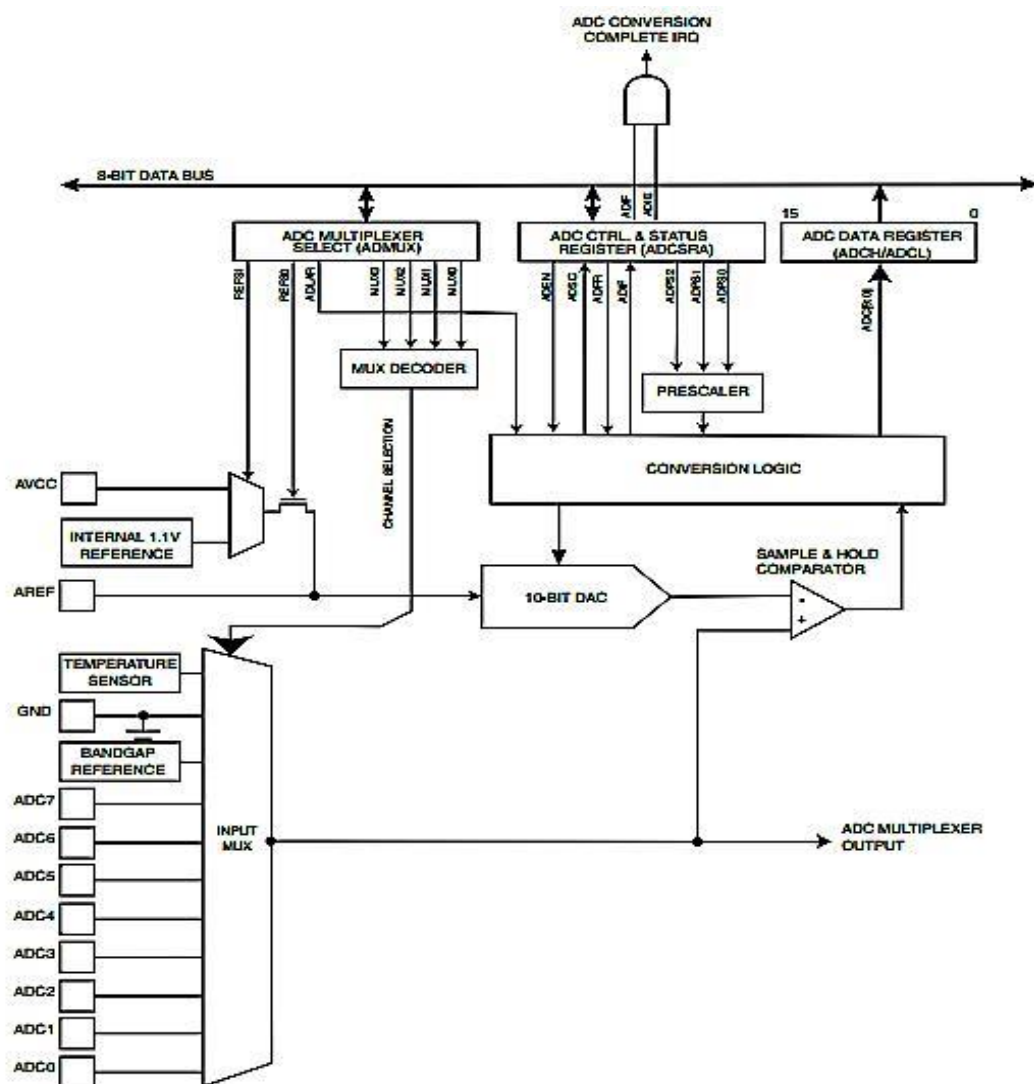 ADC CONVERSION
COMPLETE IRQ
8-BIT DATA BUS
ADIF
ADIE
15
0
ADC MULTIPLEXER
SELECT (ADMUX)
ADC CTRL. & STATUS
REGISTER (ADCSRA)
ADC DATA REGISTER
(ADCH/ADCL)
REFS1
REFS0
ADLAR
MUX3
MUX2
MUX1
MUX0
ADEN
ADSC
ADFR
ADIF
ADPS2
ADPS1
ADPS0
ADC[9:0]
MUX DECODER
PRESCALER
CHANNEL SELECTION
CONVERSION LOGIC
AVCC
INTERNAL 1.1V
REFERENCE
SAMPLE & HOLD
COMPARATOR
AREF
10-BIT DAC
-
+
TEMPERATURE
SENSOR
GND
BANDGAP
REFERENCE
ADC7
ADC6
INPUT
MUX
ADC MULTIPLEXER
OUTPUT
ADC5
ADC4
ADC3
ADC2
ADC1
ADC0